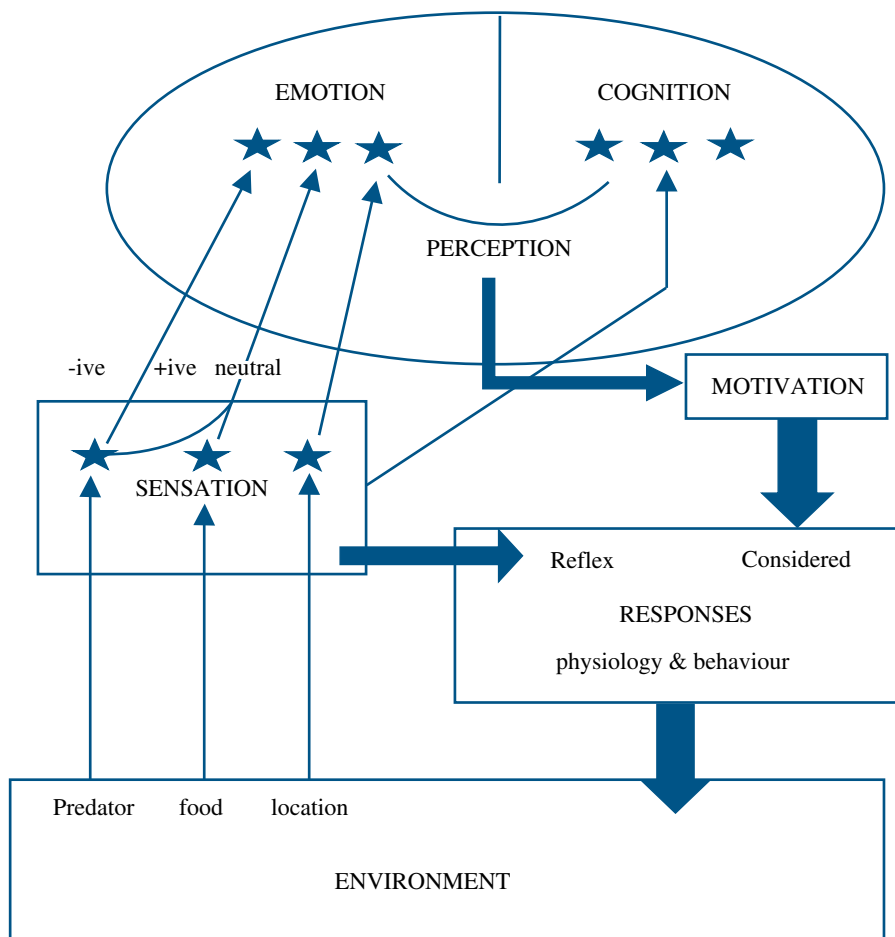 EMOTION COGNITION
PERCEPTION
-ive +ive neutral
MOTIVATION
SENSATION
Reflex Considered
RESPONSES
physiology & behaviour
Predator food location
ENVIRONMENT